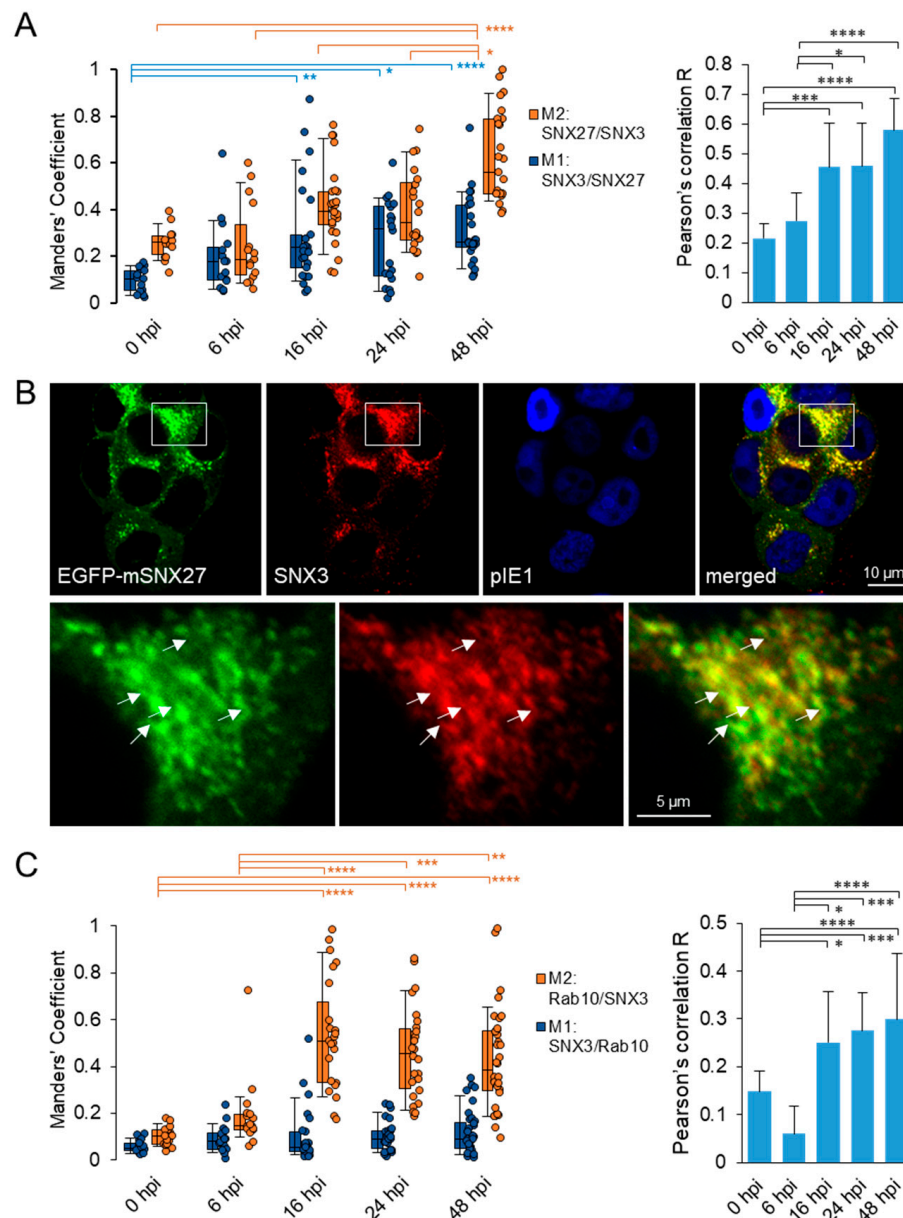 A
****
*
****
*
**
Manders' Coefficient
1
0.8
0.6
0.4
0.2
0
0 hpi
6 hpi
16 hpi
24 hpi
48 hpi
M2:
SNX27/SNX3
M1:
SNX3/SNX27
****
*
****
***
Pearson's correlation R
0.8
0.7
0.6
0.5
0.4
0.3
0.2
0.1
0
0 hpi
6 hpi
16 hpi
24 hpi
48 hpi
B
EGFP-mSNX27
SNX3
pIE1
merged
10 µm
5 µm
C
**
***
****
****
****
****
Manders' Coefficient
1
0.8
0.6
0.4
0.2
0
0 hpi
6 hpi
16 hpi
24 hpi
48 hpi
M2:
Rab10/SNX3
M1:
SNX3/Rab10
****
***
*
****
***
*
Pearson's correlation R
0.5
0.4
0.3
0.2
0.1
0
0 hpi
6 hpi
16 hpi
24 hpi
48 hpi